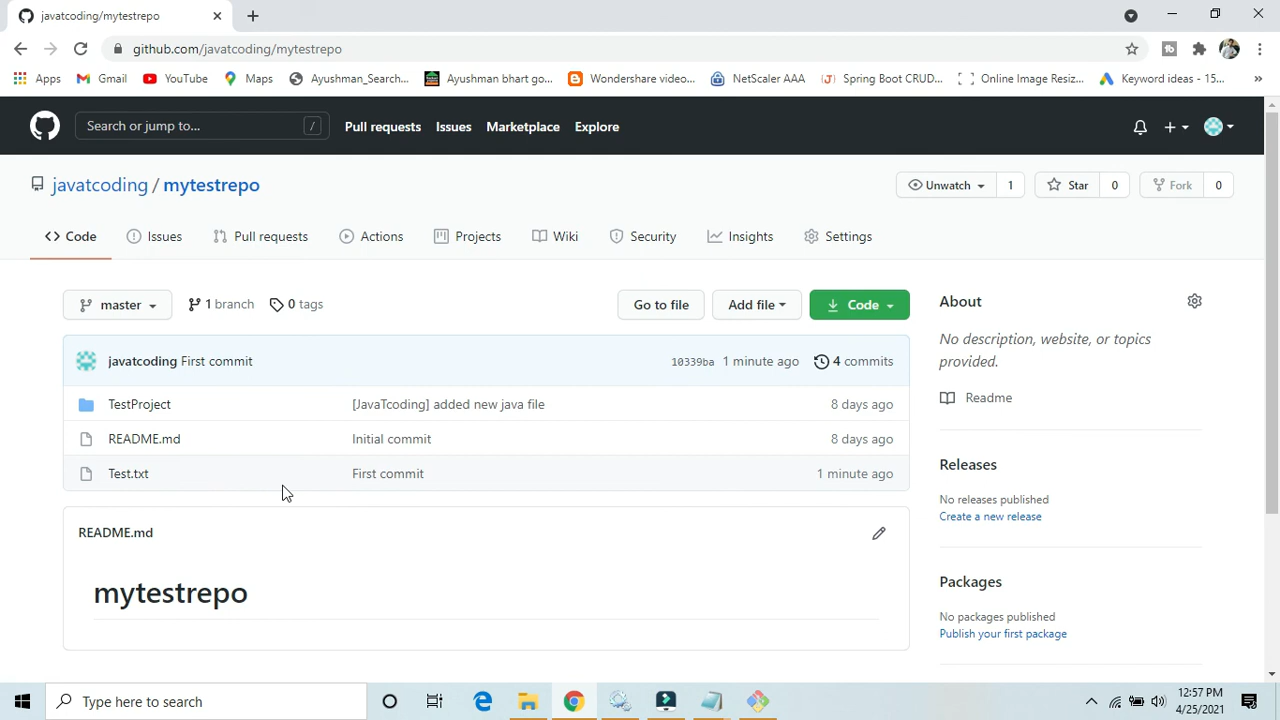 javatcoding/mytestrepo
github.com/javatcoding/mytestrepo
Apps Gmail YouTube Maps Ayushman_Search... Ayushman bhart go... Wondershare video... NetScaler AAA Spring Boot CRUD... Online Image Resiz... Keyword ideas - 15... »
Search or jump to... / Pull requests Issues Marketplace Explore
javatcoding / mytestrepo Unwatch 1 Star 0 Fork 0
<> Code Issues Pull requests Actions Projects Wiki Security Insights Settings
master 1 branch 0 tags Go to file Add file Code About
No description, website, or topics
provided.
javatcoding First commit 10339ba 1 minute ago 4 commits
TestProject [JavaTcoding] added new java file 8 days ago Readme
README.md Initial commit 8 days ago
Test.txt First commit 1 minute ago Releases
No releases published
Create a new release
README.md
mytestrepo Packages
No packages published
Publish your first package
Type here to search 12:57 PM
4/25/2021